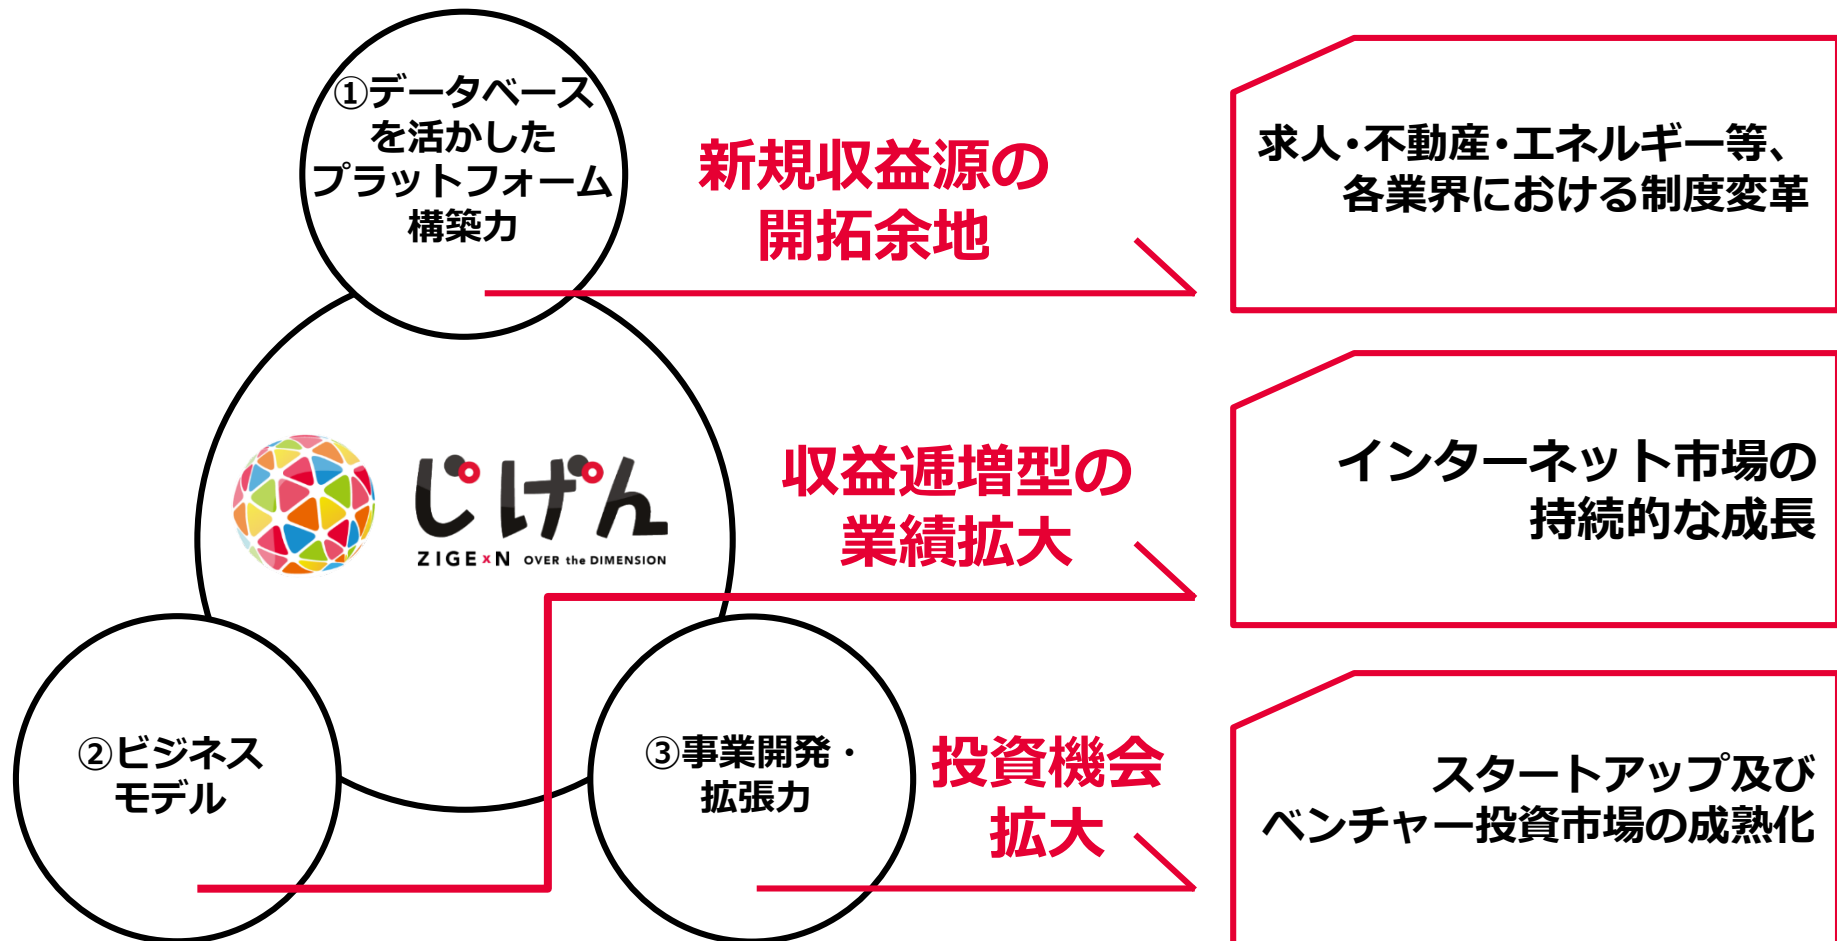 ①データベース
を活かした
プラットフォーム
構築力
新規収益源の
開拓余地
求人・不動産・エネルギー等、
各業界における制度変革
じげん
ZIGExN OVER the DIMENSION
収益逓増型の
業績拡大
インターネット市場の
持続的な成長
②ビジネス
モデル
③事業開発・
拡張力
投資機会
拡大
スタートアップ及び
ベンチャー投資市場の成熟化